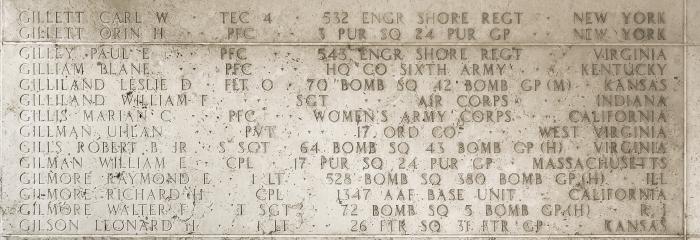 GILLETT CARL W TEC 4 532 ENGR SHORE REGT NEW YORK
GILLETT ORIN H PFC 3 PUR SQ 24 PUR GP NEW YORK
GILLEY PAUL E PFC 543 ENGR SHORE REGT VIRGINIA
GILLIAM BLANE PFC HQ CO SIXTH ARMY KENTUCKY
GILLILAND LESLIE D FLT O 70 BOMB SQ 42 BOMB GP (M) KANSAS
GILLILAND WILLIAM F SGT AIR CORPS INDIANA
GILLIS MARIAN C PFC WOMEN'S ARMY CORPS CALIFORNIA
GILLMAN UHLAN PVT 17 ORD CO WEST VIRGINIA
GILLS ROBERT B JR S SGT 64 BOMB SQ 43 BOMB GP (H) VIRGINIA
GILMAN WILLIAM E CPL 17 PUR SQ 24 PUR GP MASSACHUSETTS
GILMORE RAYMOND E 1 LT 528 BOMB SQ 380 BOMB GP (H) ILL
GILMORE RICHARD H CPL 1347 AAF BASE UNIT CALIFORNIA
GILMORE WALTER F T SGT 72 BOMB SQ 5 BOMB GP (H) R I
GILSON LEONARD H 1 LT 26 FTR SQ 51 FTR GP KANSAS